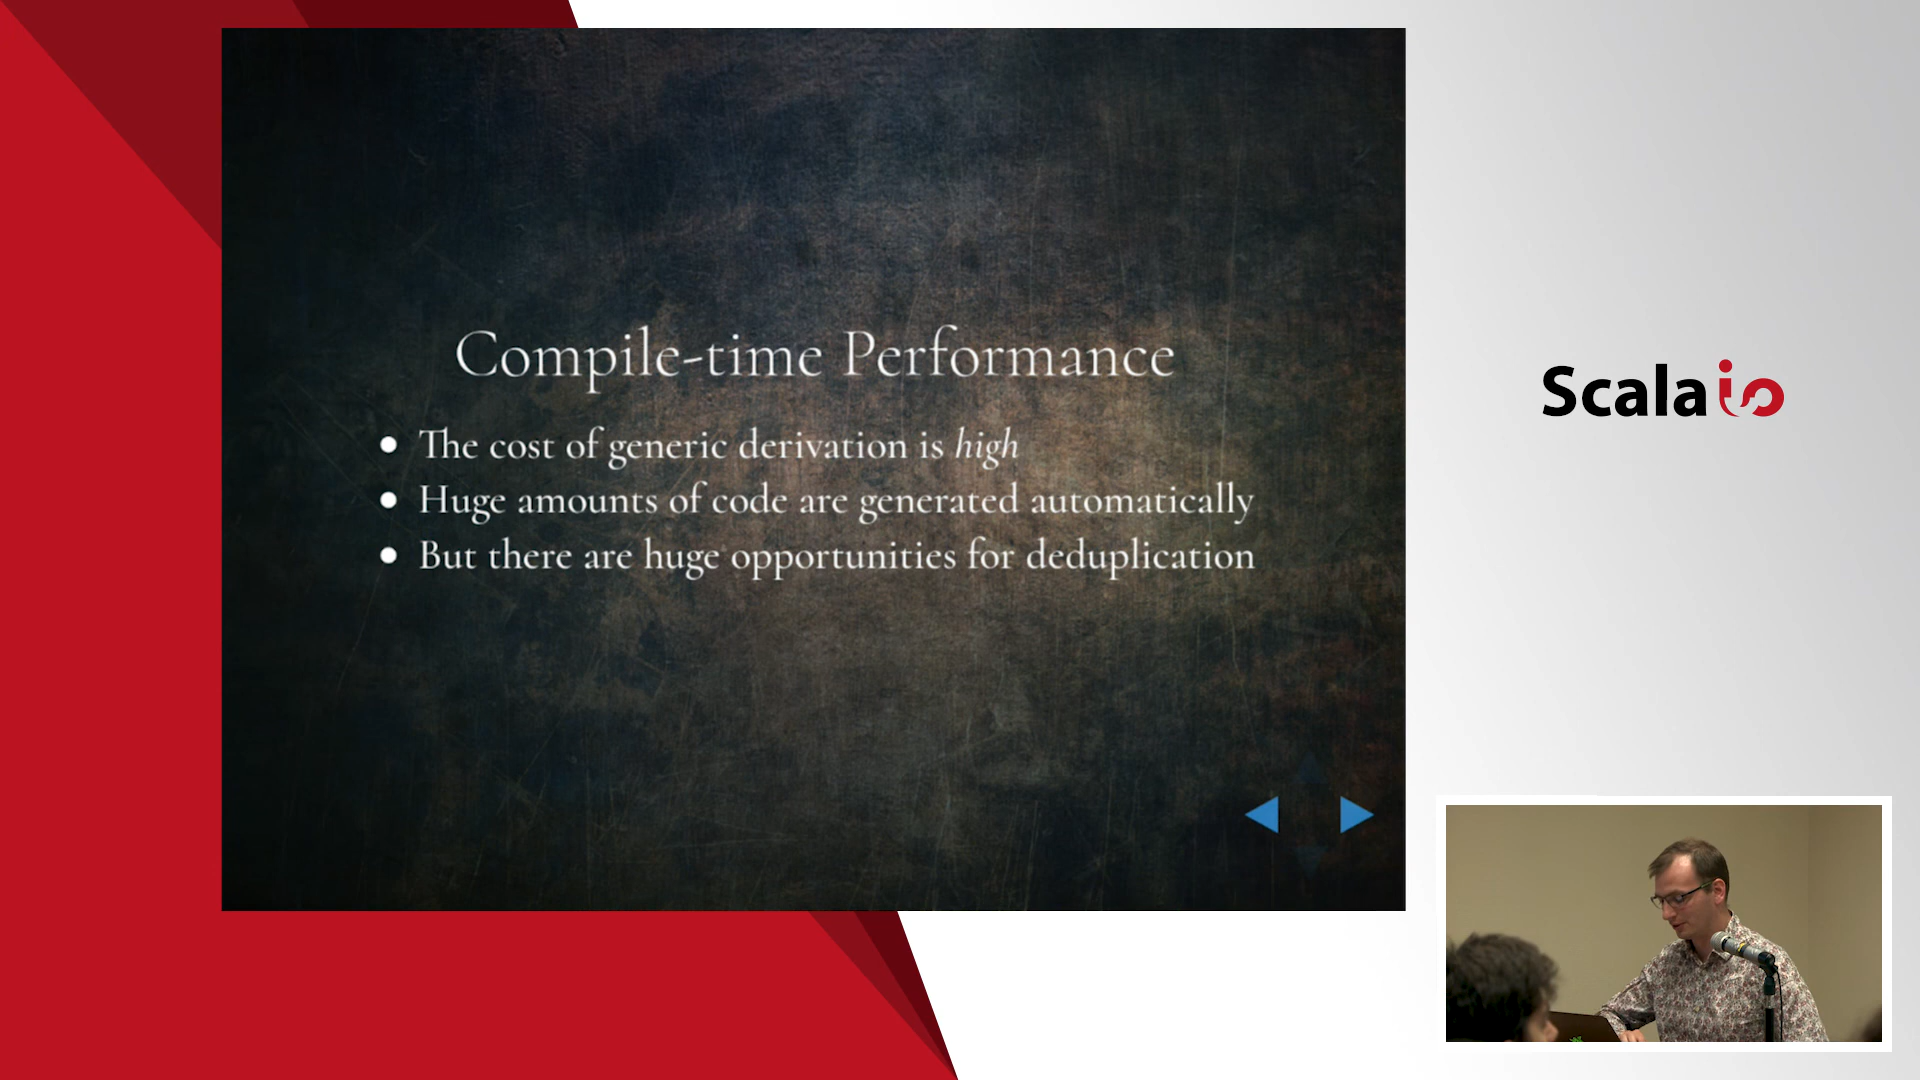 Compile-time Performance
The cost of generic derivation is high
Huge amounts of code are generated automatically
But there are huge opportunities for deduplication
Scala io